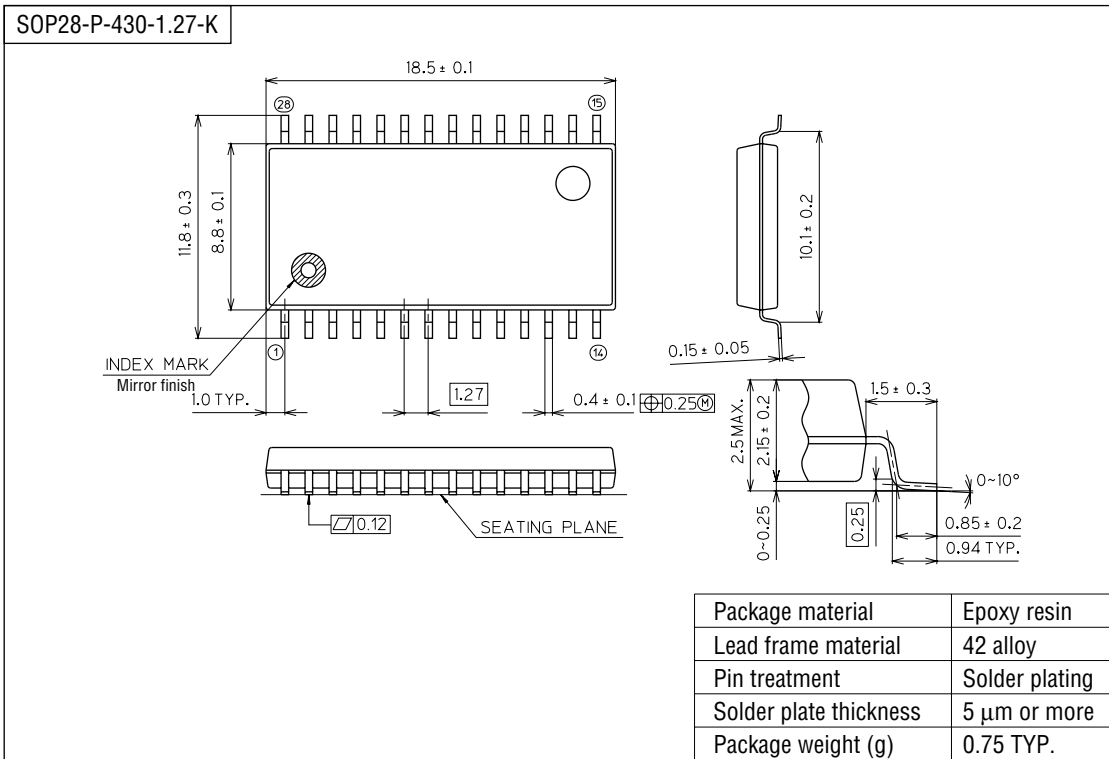 SOP28-P-430-1.27-K
18.5± 0.1
28
15
11.8± 0.3
8.8± 0.1
10.1± 0.2
INDEX MARK
Mirror finish
1
14
1.0 TYP.
1.27
0.4± 0.1
0.25 Ⓜ
0.15± 0.05
2.5 MAX.
2.15± 0.2
1.5± 0.3
0~10°
0~0.25
0.25
0.85± 0.2
0.94 TYP.
0.12
SEATING PLANE
Package material Epoxy resin
Lead frame material 42 alloy
Pin treatment Solder plating
Solder plate thickness 5 µm or more
Package weight (g) 0.75 TYP.